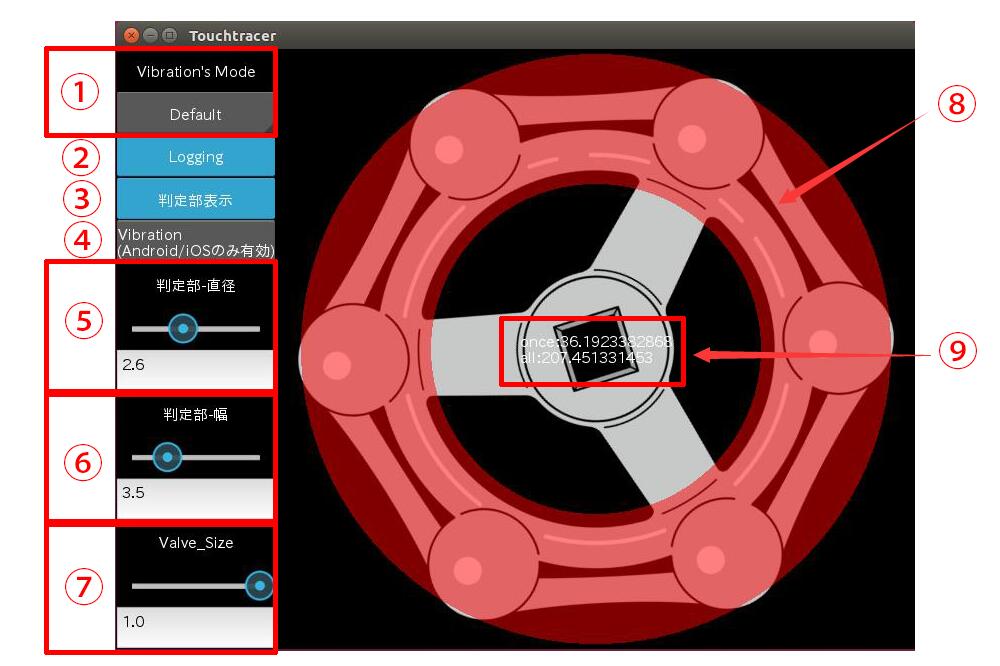 Touchtracer
① Vibration's Mode
Default
② Logging
③ 判定部表示
④ Vibration
(Android/iOSのみ有効)
⑤ 判定部-直径
2.6
⑥ 判定部-幅
3.5
⑦ Valve_Size
1.0
⑧
once:36.1923382868
all:207.451331453
⑨